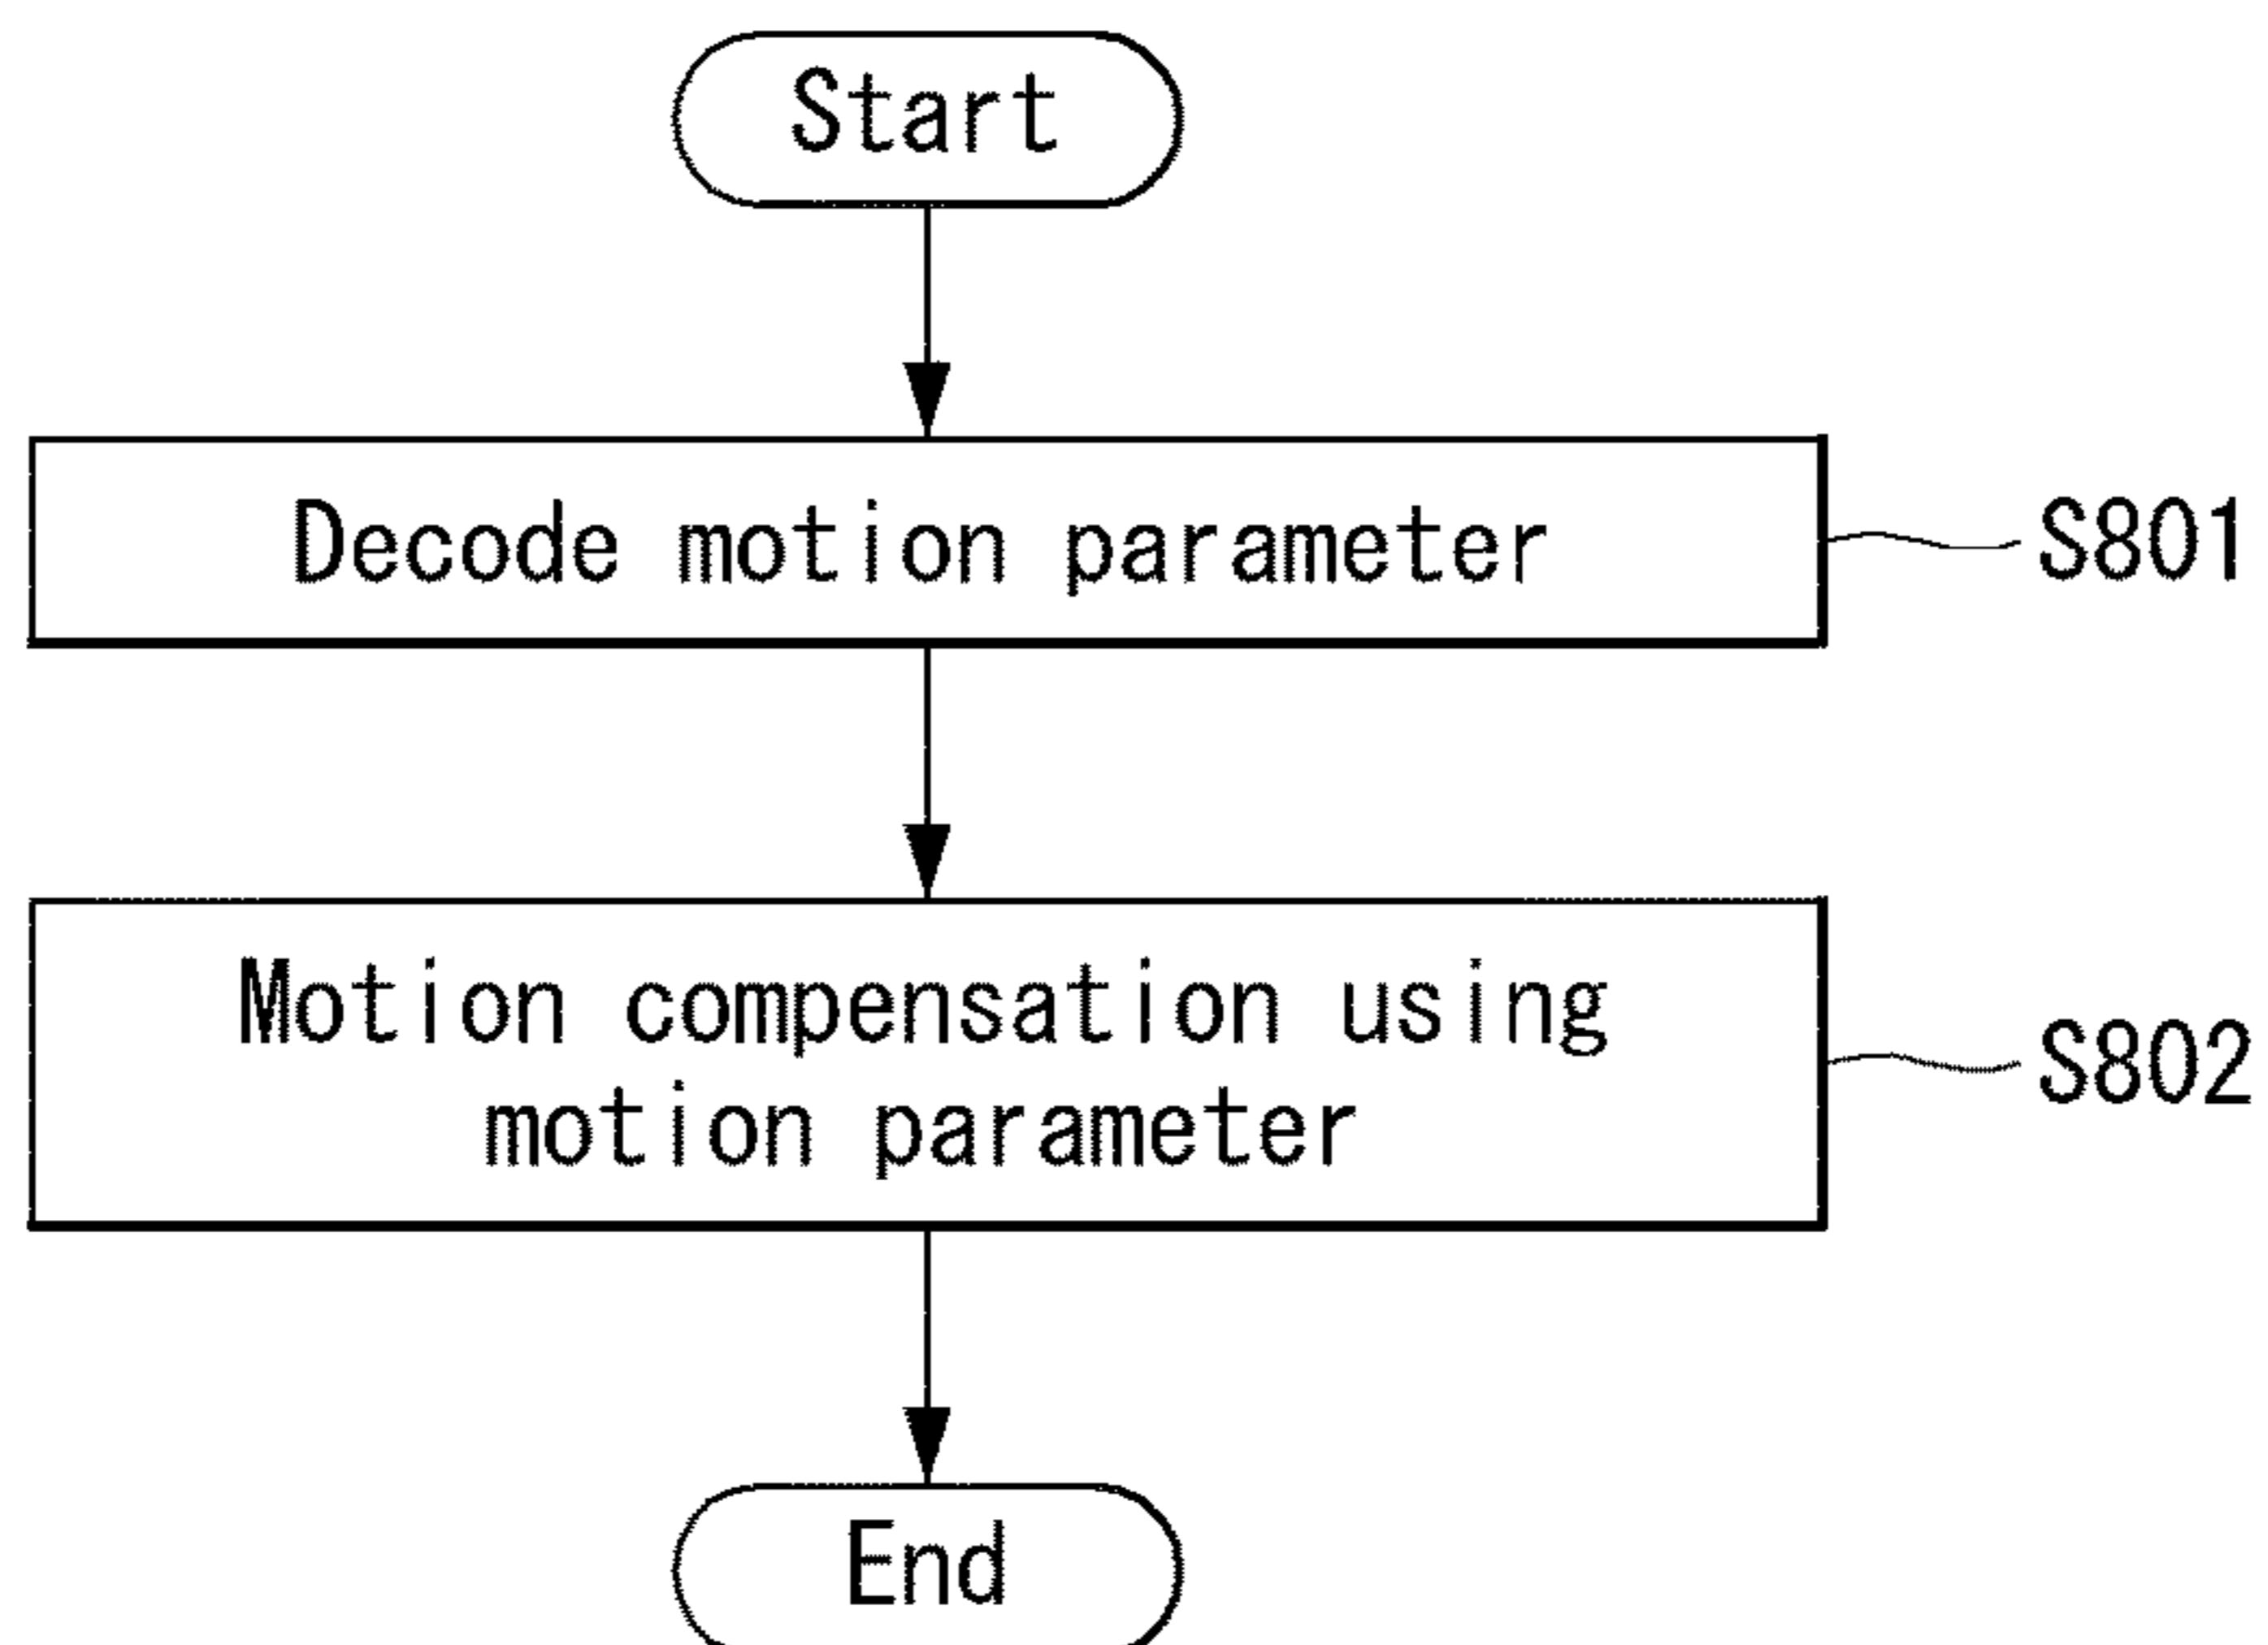 Start
Decode motion parameter
S801
Motion compensation using
motion parameter
S802
End